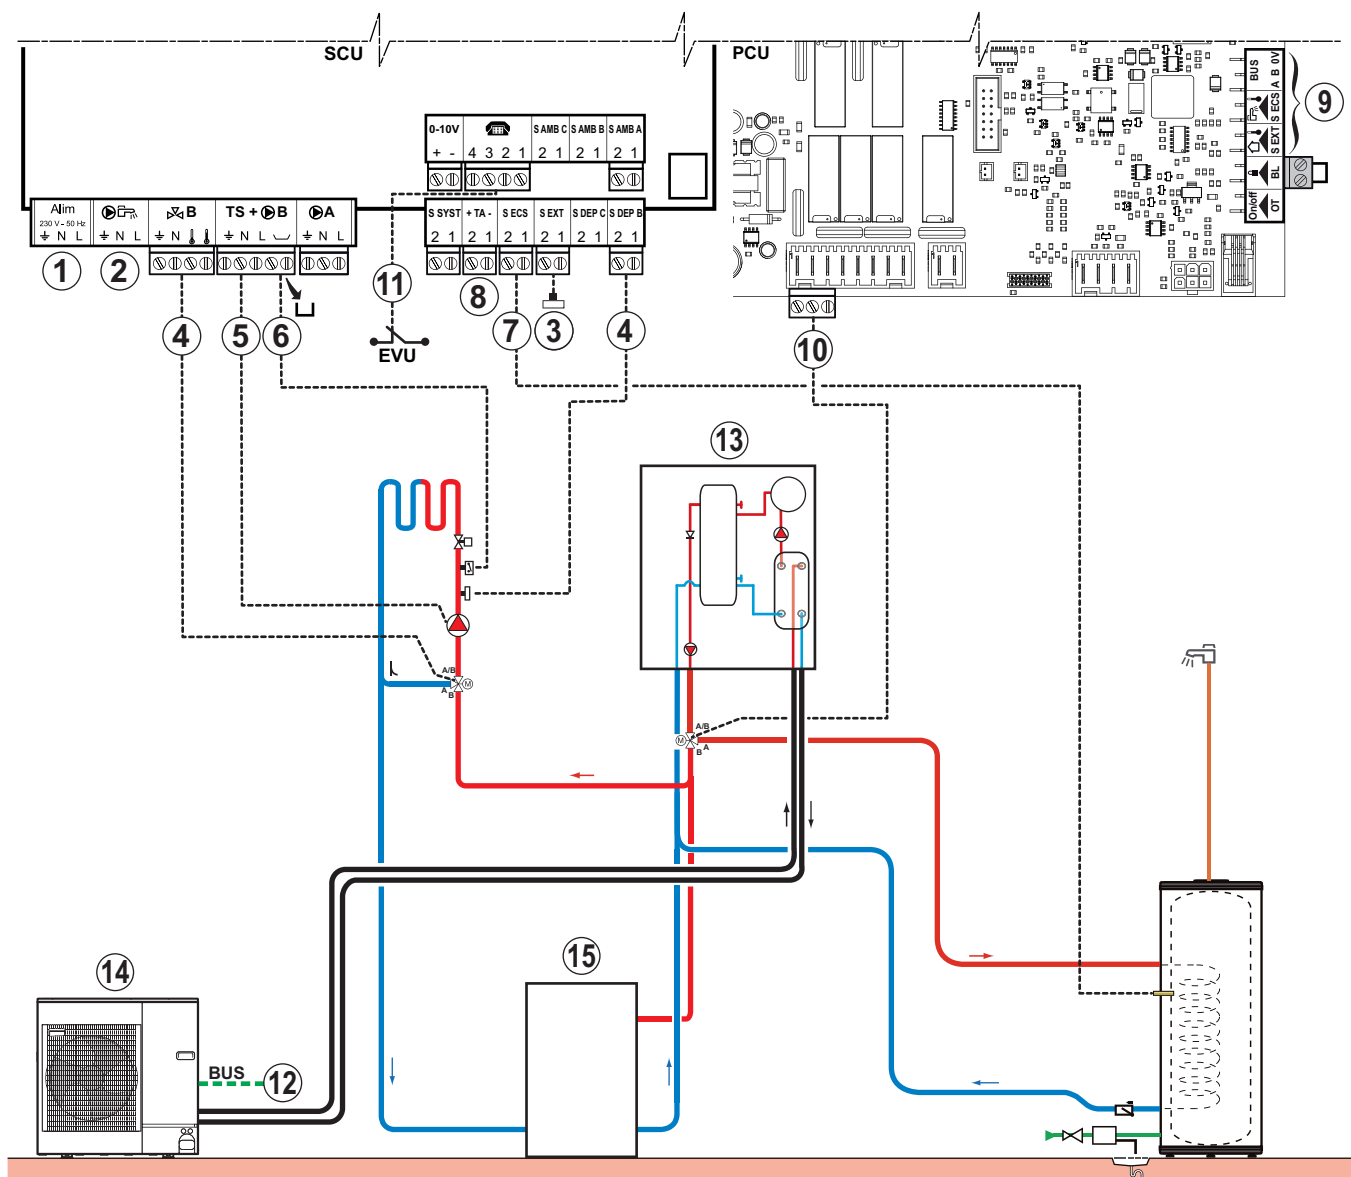 SCU
PCU
0-10V
S AMB C
S AMB B
S AMB A
+ -
4 3 2 1
2 1
2 1
2 1
BUS
A B 0V
S ECS
S EXT
BL
On/off
OT
9
Alim
230 V - 50 Hz
N L
N L
B
N
TS + B
N L
A
N L
S SYST
+ TA -
S ECS
S EXT
S DEP C
S DEP B
2 1
2 1
2 1
2 1
2 1
2 1
1
2
11
8
4
5
6
7
3
4
10
EVU
13
A/B
A
B
M
A/B
A
B
M
14
15
BUS
12